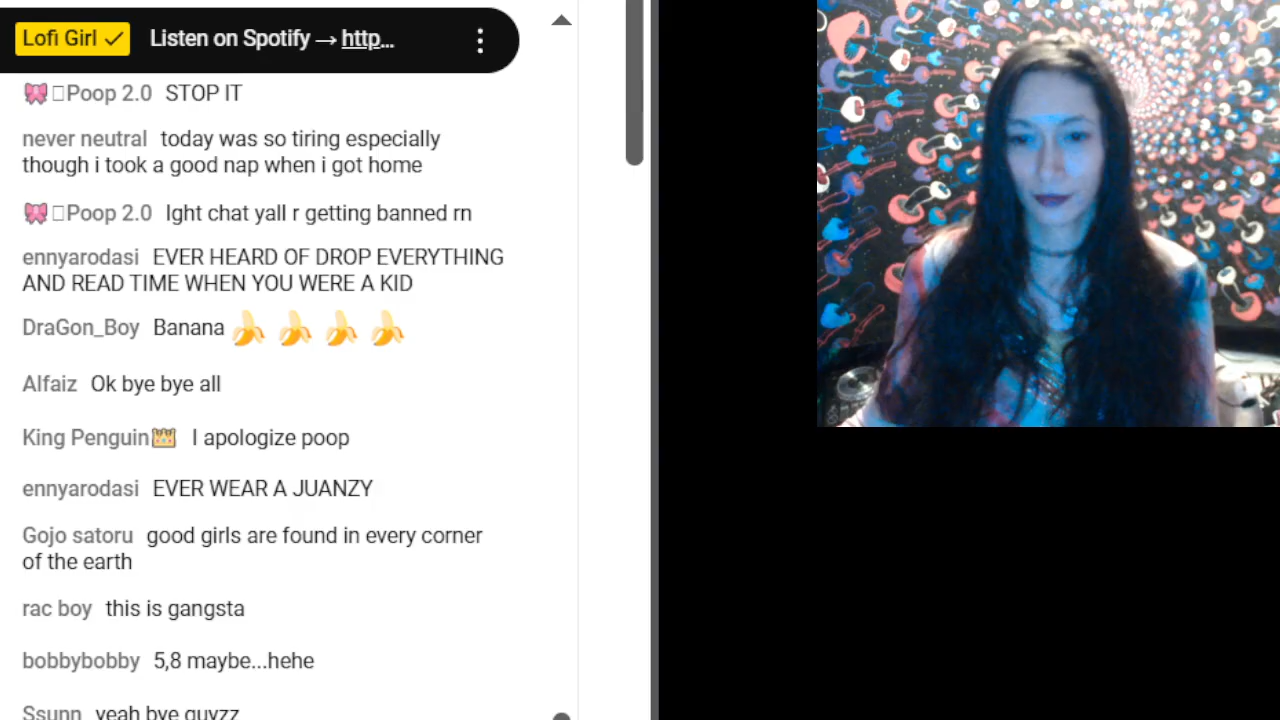 Lofi Girl ✓ Listen on Spotify → http...
🎀 Poop 2.0 STOP IT
never neutral today was so tiring especially
though i took a good nap when i got home
🎀 Poop 2.0 Ight chat yall r getting banned rn
ennyarodasi EVER HEARD OF DROP EVERYTHING
AND READ TIME WHEN YOU WERE A KID
DraGon_Boy Banana🍌🍌🍌🍌
Alfaiz Ok bye bye all
King Penguin👑 I apologize poop
ennyarodasi EVER WEAR A JUANZY
Gojo satoru good girls are found in every corner
of the earth
rac boy this is gangsta
bobbybobby 5,8 maybe...hehe
Ssunn yeah bye guyzz